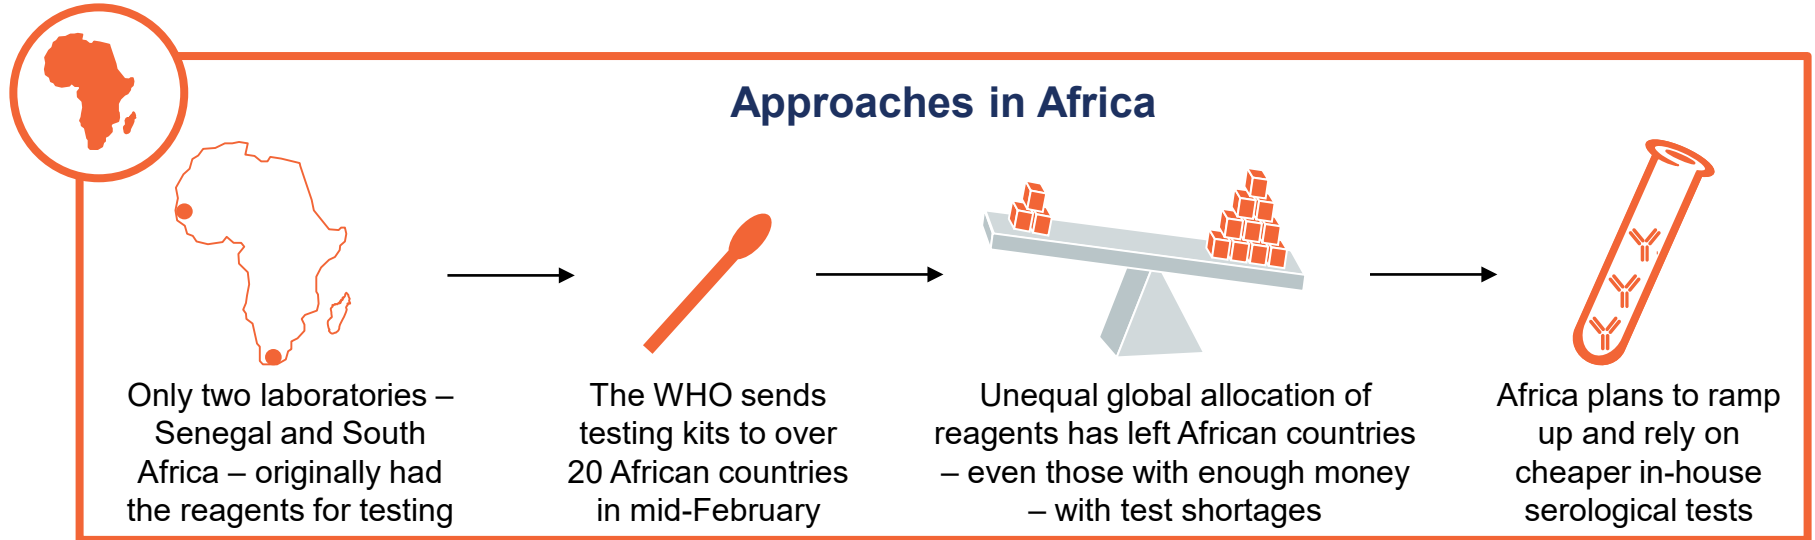 Approaches in Africa
Only two laboratories –
Senegal and South
Africa – originally had
the reagents for testing
The WHO sends
testing kits to over
20 African countries
in mid-February
Unequal global allocation of
reagents has left African countries
– even those with enough money
– with test shortages
Africa plans to ramp
up and rely on
cheaper in-house
serological tests